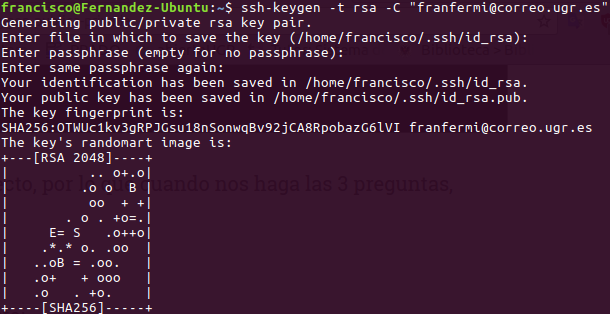 francisco@Fernandez-Ubuntu:~$ ssh-keygen -t rsa -C "franfermi@correo.ugr.es"
Generating public/private rsa key pair.
Enter file in which to save the key (/home/francisco/.ssh/id_rsa):
Enter passphrase (empty for no passphrase):
Enter same passphrase again:
Your identification has been saved in /home/francisco/.ssh/id_rsa.
Your public key has been saved in /home/francisco/.ssh/id_rsa.pub.
The key fingerprint is:
SHA256:OTWUc1kv3gRPJGsu18nSonwqBv92jCA8RpobazG6lVI franfermi@correo.ugr.es
The key's randomart image is:
+---[RSA 2048]----+
|          .. o+.o|
|         .o o  B |
|          oo  + +|
|       . o . +o=.|
|     E= S   .o++o|
|    .*.* o. .oo  |
|   ..oB = .oo.   |
|   .o+   + ooo   |
|   .o   . +o.    |
+----[SHA256]-----+
sto, por l que cuando nos haga las 3 preguntas,